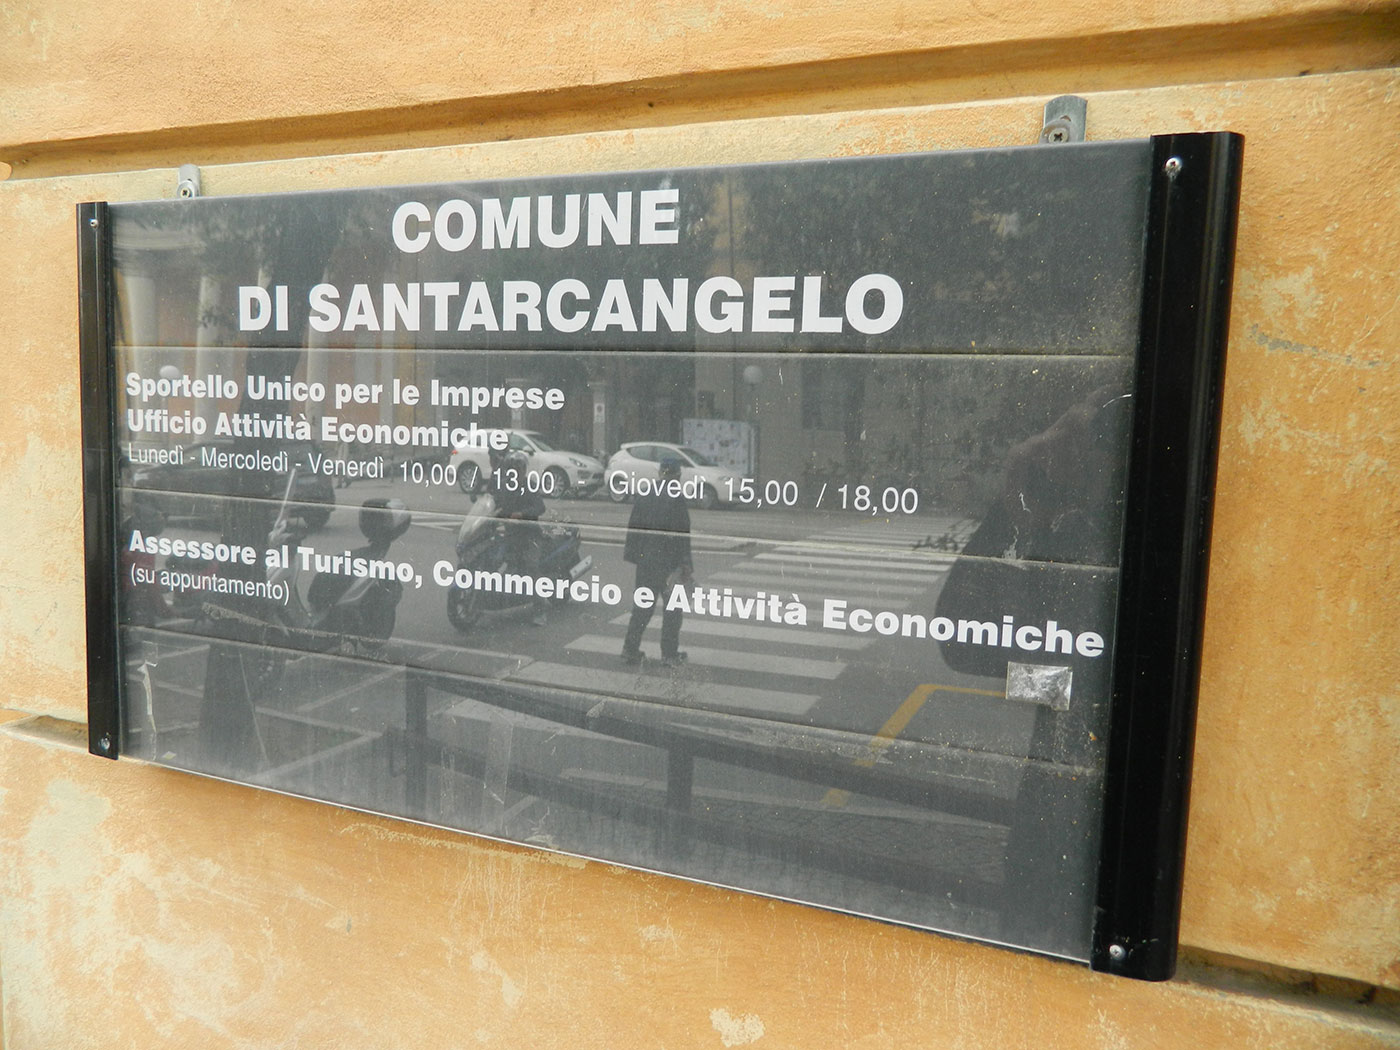 COMUNE
DI SANTARCANGELO
Sportello Unico per le Imprese
Ufficio Attività Economiche
Lunedì - Mercoledì - Venerdì 10,00 / 13,00 - Giovedì 15,00 / 18,00
Assessore al Turismo, Commercio e Attività Economiche
(su appuntamento)